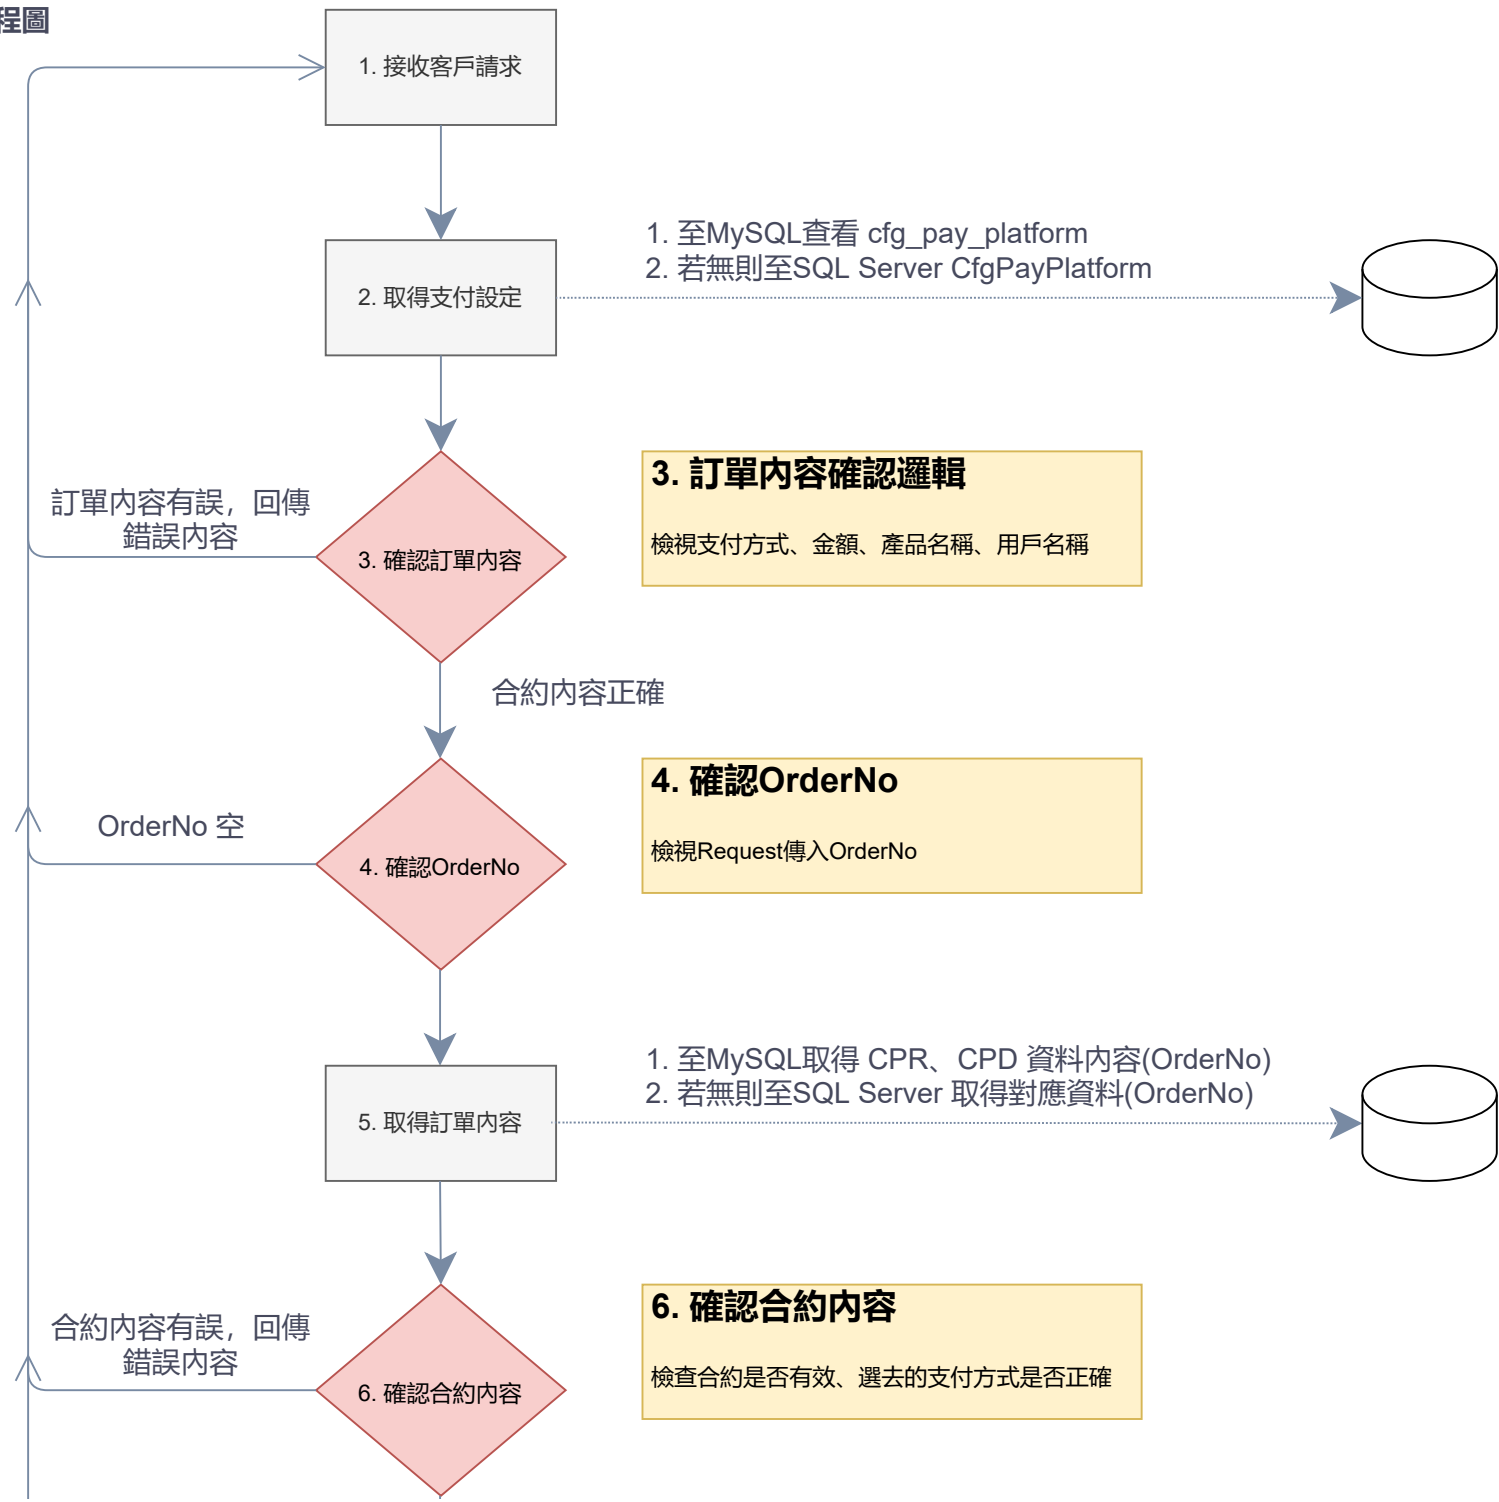 程圖
1. 接收客戶請求
1. 至MySQL查看 cfg_pay_platform
2. 若無則至SQL Server CfgPayPlatform
2. 取得支付設定
3. 訂單內容確認邏輯
檢視支付方式、金額、產品名稱、用戶名稱
訂單內容有誤，回傳
錯誤內容
3. 確認訂單內容
合約內容正確
4. 確認OrderNo
檢視Request傳入OrderNo
OrderNo 空
4. 確認OrderNo
1. 至MySQL取得 CPR、CPD 資料內容(OrderNo)
2. 若無則至SQL Server 取得對應資料(OrderNo)
5. 取得訂單內容
6. 確認合約內容
檢查合約是否有效、選去的支付方式是否正確
合約內容有誤，回傳
錯誤內容
6. 確認合約內容